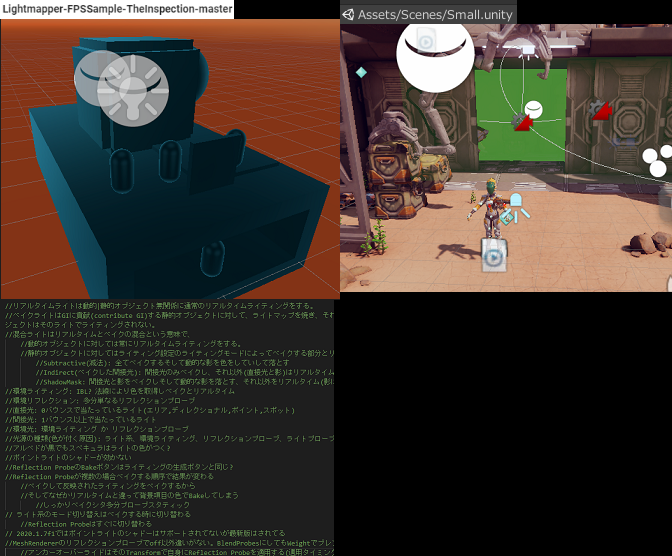 Lightmapper-FPSSample-TheInspection-master
Assets/Scenes/Small.unity
//リアルタイムライトは動的|静的オブジェクト無関係に通常のリアルタイムライティングをする。
//ベイクライトはGIに貢献(contribute GI)する静的オブジェクトに対して、ライトマップを焼き、それ
ジェクトはそのライトでライティングされない。
//混合ライトはリアルタイムとベイクの混合という意味で、
//動的オブジェクトに対しては常にリアルタイムライティングをする。
//静的オブジェクトに対してはライティング設定のライティングモードによってベイクする部分とリ
//Subtractive(減法): 全てベイクするそして動的な影を色をしていして落とす
//Indirect(ベイクした間接光): 間接光のみベイクし、それ以外(直接光と影)はリアルタイム
//ShadowMask: 間接光と影をベイクしそして動的な影を落す、それ以外をリアルタイム(影に
//環境ライティング: IBL? 法線により色を取得しベイクとリアルタイム
//環境リフレクション: 多分単なるリフレクションプローブ
//直接光: 0バウンスで当たっているライト(エリア,ディレクショナル,ポイント,スポット)
//間接光: 1バウンス以上で当たっているライト
//環境光: 環境ライティング か リフレクションプローブ
//光源の種類(色が付く原因): ライト系、環境ライティング、リフレクションプローブ、ライトプローブ
//アルベドが黒でもスペキュラはライトの色がつく?
//ポイントライトのシャドーが効かない
//Reflection ProbeのBakeボタンはライティングの生成ボタンと同じ?
//Reflection Probeが複数の場合ベイクする順序で結果が変わる
//ベイクして反映されたライティングをベイクするから
//そしてなぜかリアルタイムと違って背景項目の色でBakeしてしまう
//しっかりベイクシタ多分プローブスタティック
// ライト系のモード切り替えはベイクする時に切り替わる
//Reflection Probeはすぐに切り替わる
// 2020.1.7f1ではポイントライトのシャドーはサポートされてないが最新版はされてる
//MeshRendererのリフレクションプローブでoff以外違いがない。BlendProbesにしてもWeightでブレン
//アンカーオーバーライドはそのTransformで自身にReflection Probeを適用する(適用タイミング